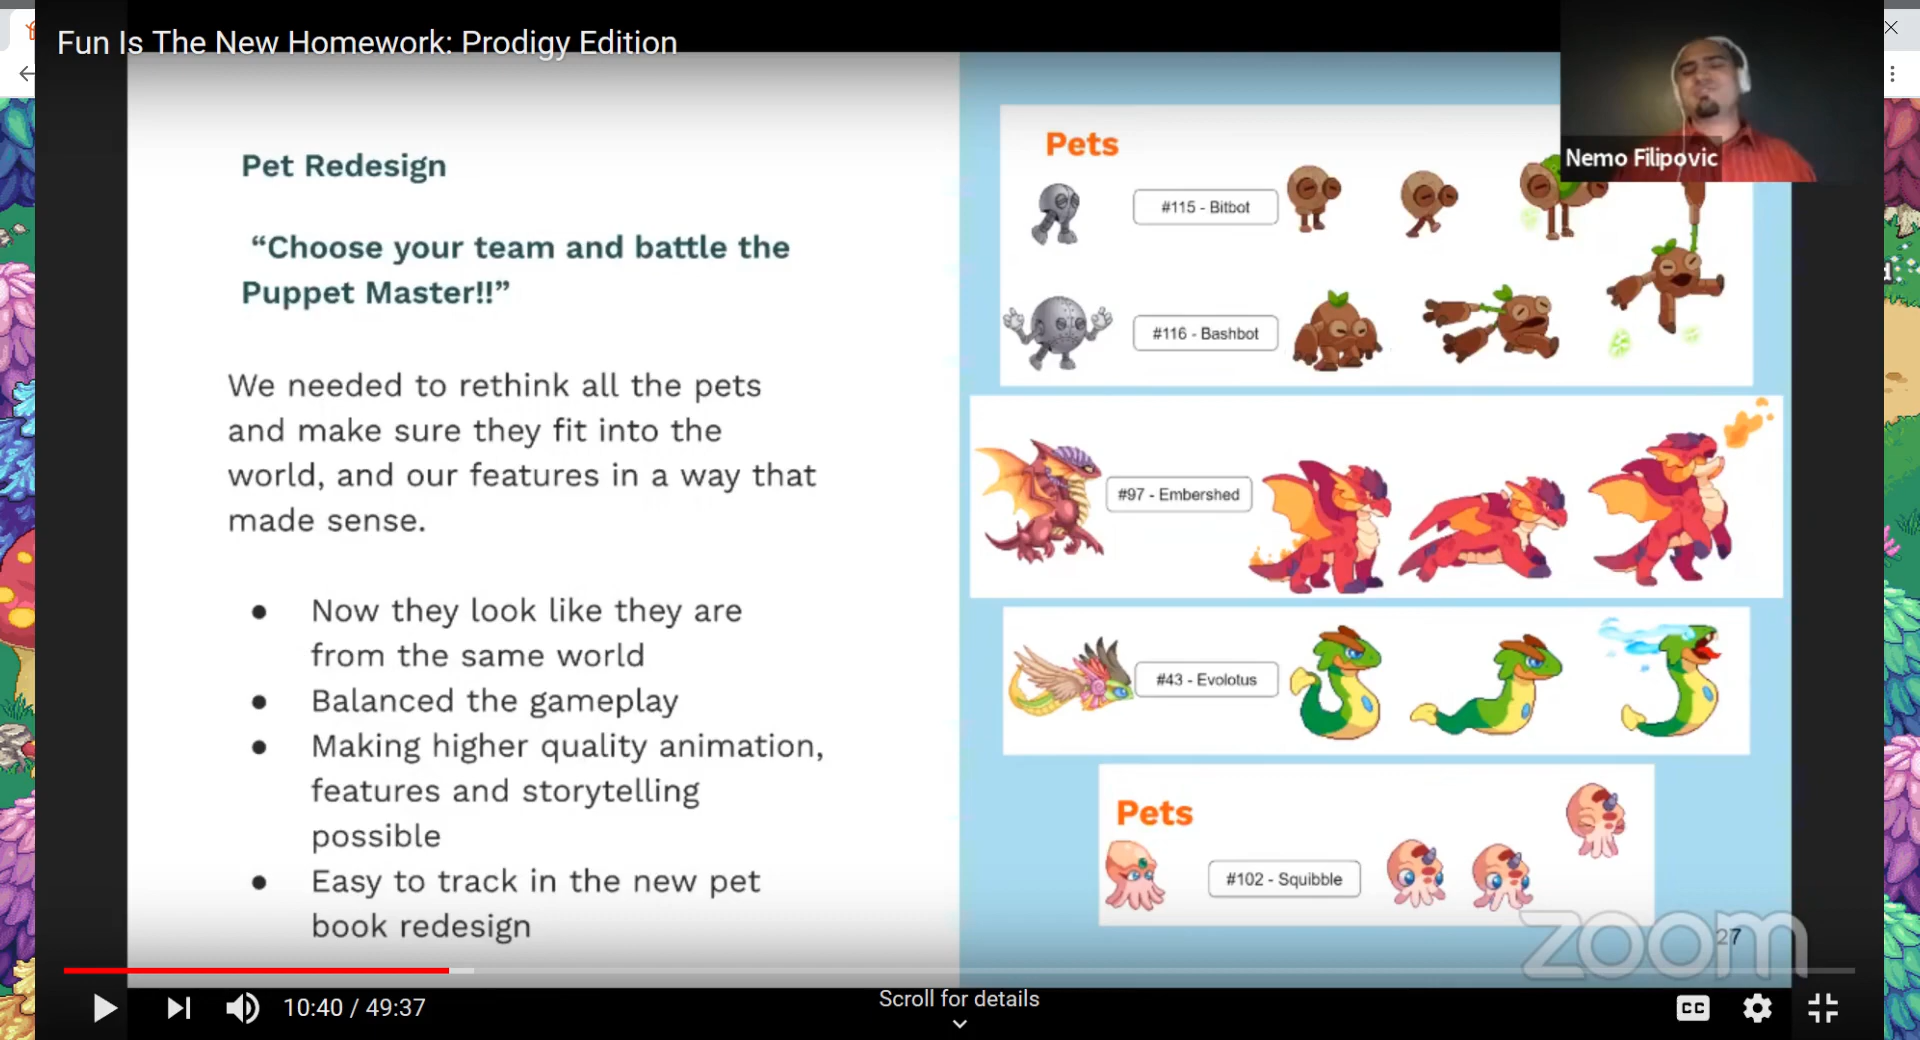 Fun Is The New Homework: Prodigy Edition
Nemo Filipovic
Pet Redesign
“Choose your team and battle the
Puppet Master!!”
We needed to rethink all the pets
and make sure they fit into the
world, and our features in a way that
made sense.
● Now they look like they are
from the same world
● Balanced the gameplay
● Making higher quality animation,
features and storytelling
possible
● Easy to track in the new pet
book redesign
Pets
#115 - Bitbot
#116 - Bashbot
#97 - Embershed
#43 - Evolotus
Pets
#102 - Squibble
zoom
27
10:40 / 49:37
Scroll for details
CC